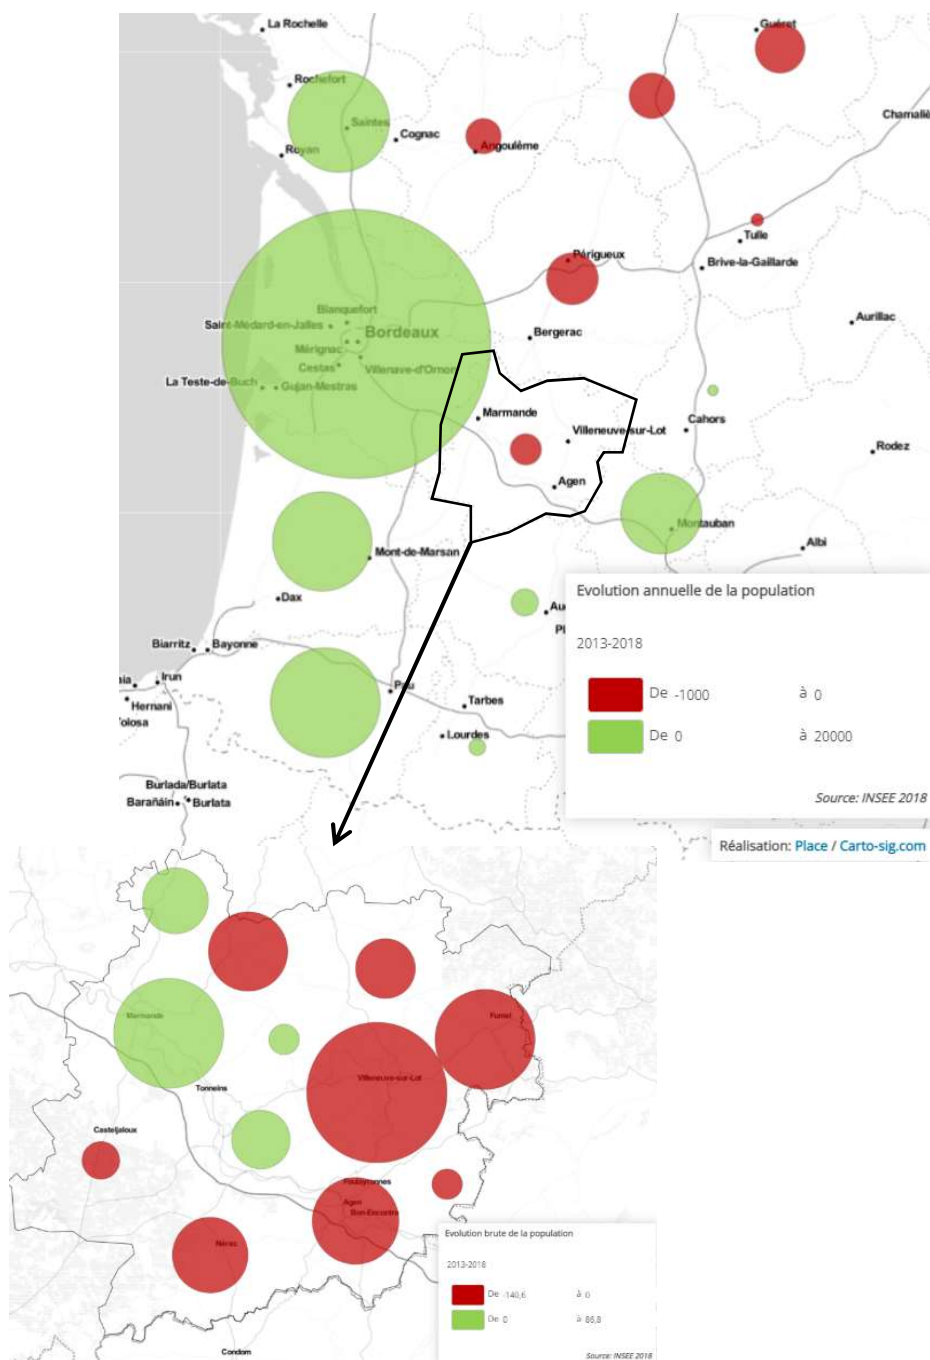 La Rochelle
Guéret
Rochefort
Saintes
Cognac
Angoulême
Royan
Tulle
Périgueux
Brive-la-Gaillarde
Blanquefort
Saint-Médard-en-Jalles
Bordeaux
Aurillac
Bergerac
Mérignac
Cestas
Villenave-d'Ornon
La Teste-de-Buch
Gujan-Mestras
Marmande
Cahors
Villeneuve-sur-Lot
Rodez
Agen
Montauban
Albi
Mont-de-Marsan
Dax
Biarritz
Bayonne
Irun
Pau
Hernani
Tarbes
Lourdes
Burlada/Burlata
Barañáin
Burlata
Evolution annuelle de la population
2013-2018
De -1000 à 0
De 0 à 20000
Source: INSEE 2018
Réalisation: Place / Carto-sig.com
Marmande
Fumel
Villeneuve-sur-Lot
Tonneins
Casteljaloux
Foulayronnes
Agen
Bon-Encontre
Nérac
Condom
Evolution brute de la population
2013-2018
De -140,6 à 0
De 0 à 86,8
Source: INSEE 2018